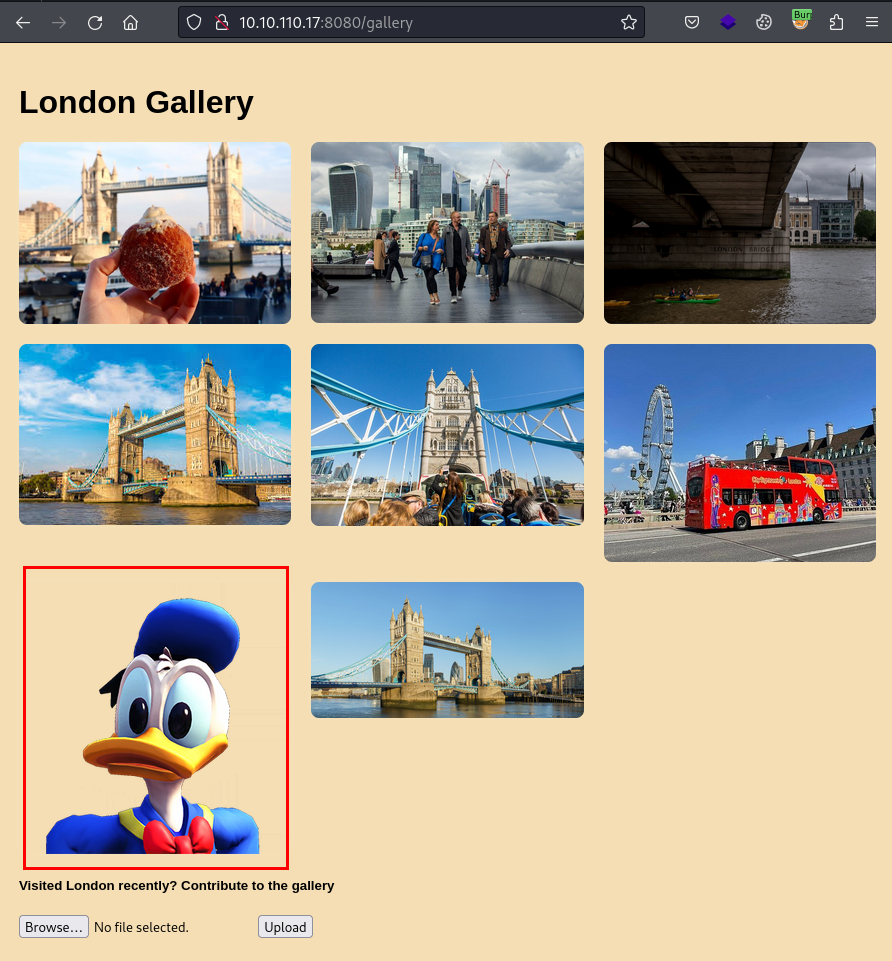 Burp
10.10.110.17:8080/gallery
London Gallery
LONDON BRIDGE
Visited London recently? Contribute to the gallery
Browse… No file selected. Upload